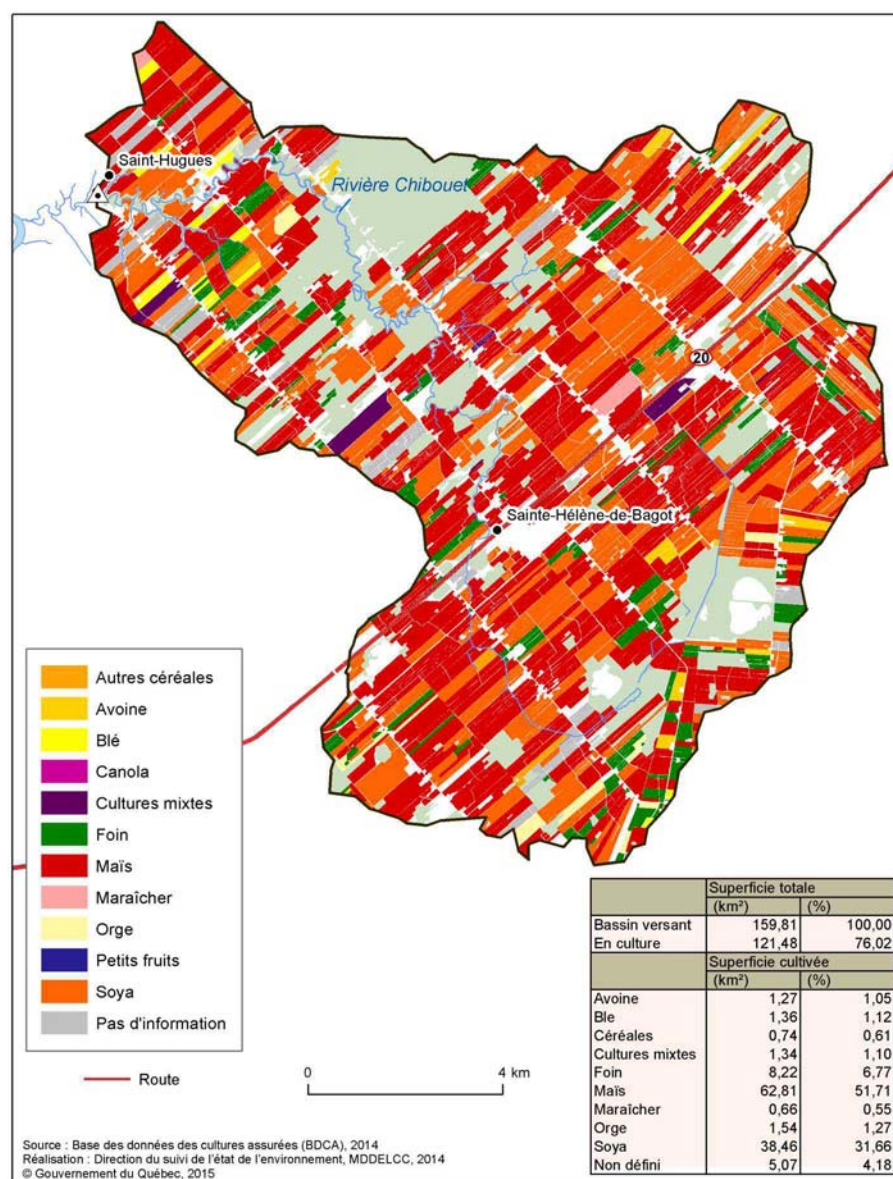 Saint-Hugues
Rivière Chibouet
20
Sainte-Hélène-de-Bagot
Autres céréales
Avoine
Blé
Canola
Cultures mixtes
Foin
Maïs
Maraîcher
Orge
Petits fruits
Soya
Pas d'information
Route
0 4 km
Superficie totale
(km²) (%)
Bassin versant 159,81 100,00
En culture 121,48 76,02
Superficie cultivée
(km²) (%)
Avoine 1,27 1,05
Ble 1,36 1,12
Céréales 0,74 0,61
Cultures mixtes 1,34 1,10
Foin 8,22 6,77
Maïs 62,81 51,71
Maraîcher 0,66 0,55
Orge 1,54 1,27
Soya 38,46 31,66
Non défini 5,07 4,18
Source : Base des données des cultures assurées (BDCA), 2014
Réalisation : Direction du suivi de l'état de l'environnement, MDDELCC, 2014
© Gouvernement du Québec, 2015